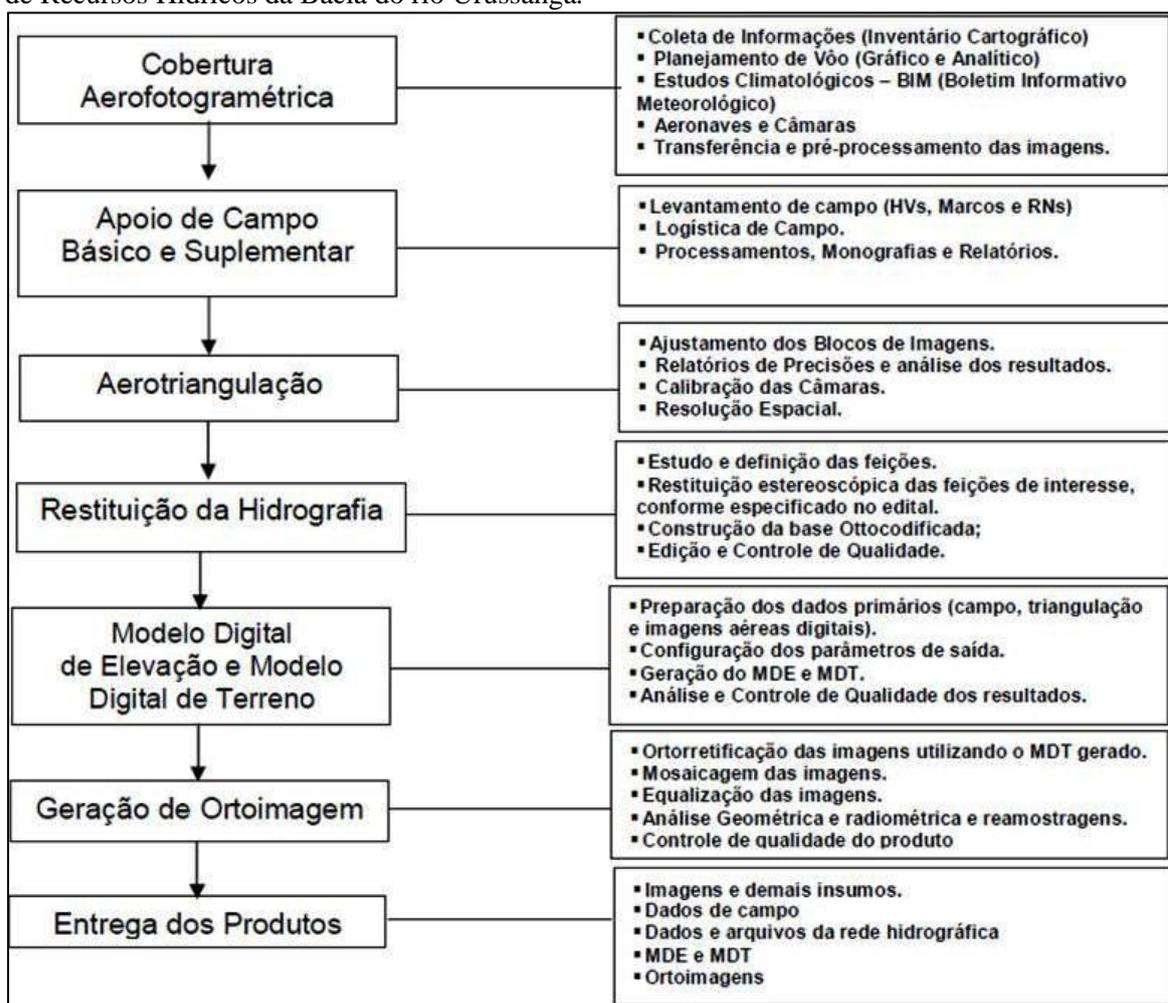 de Recursos Hídricos da Bacia do rio Urussanga.
Cobertura
Aerofotogramétrica
▪ Coleta de Informações (Inventário Cartográfico)
▪ Planejamento de Vôo (Gráfico e Analítico)
▪ Estudos Climatológicos – BIM (Boletim Informativo
Meteorológico)
▪ Aeronaves e Câmaras
▪ Transferência e pré-processamento das imagens.
Apoio de Campo
Básico e Suplementar
▪ Levantamento de campo (HVs, Marcos e RNs)
▪ Logística de Campo.
▪ Processamentos, Monografias e Relatórios.
Aerotriangulação
▪ Ajustamento dos Blocos de Imagens.
▪ Relatórios de Precisões e análise dos resultados.
▪ Calibração das Câmaras.
▪ Resolução Espacial.
Restituição da Hidrografia
▪ Estudo e definição das feições.
▪ Restituição estereoscópica das feições de interesse,
conforme especificado no edital.
▪ Construção da base Ottocodificada;
▪ Edição e Controle de Qualidade.
Modelo Digital
de Elevação e Modelo
Digital de Terreno
▪ Preparação dos dados primários (campo, triangulação
e imagens aéreas digitais).
▪ Configuração dos parâmetros de saída.
▪ Geração do MDE e MDT.
▪ Análise e Controle de Qualidade dos resultados.
Geração de Ortoimagem
▪ Ortorretificação das imagens utilizando o MDT gerado.
▪ Mosaicagem das imagens.
▪ Equalização das imagens.
▪ Análise Geométrica e radiométrica e reamostragens.
▪ Controle de qualidade do produto
Entrega dos Produtos
▪ Imagens e demais insumos.
▪ Dados de campo
▪ Dados e arquivos da rede hidrográfica
▪ MDE e MDT
▪ Ortoimagens